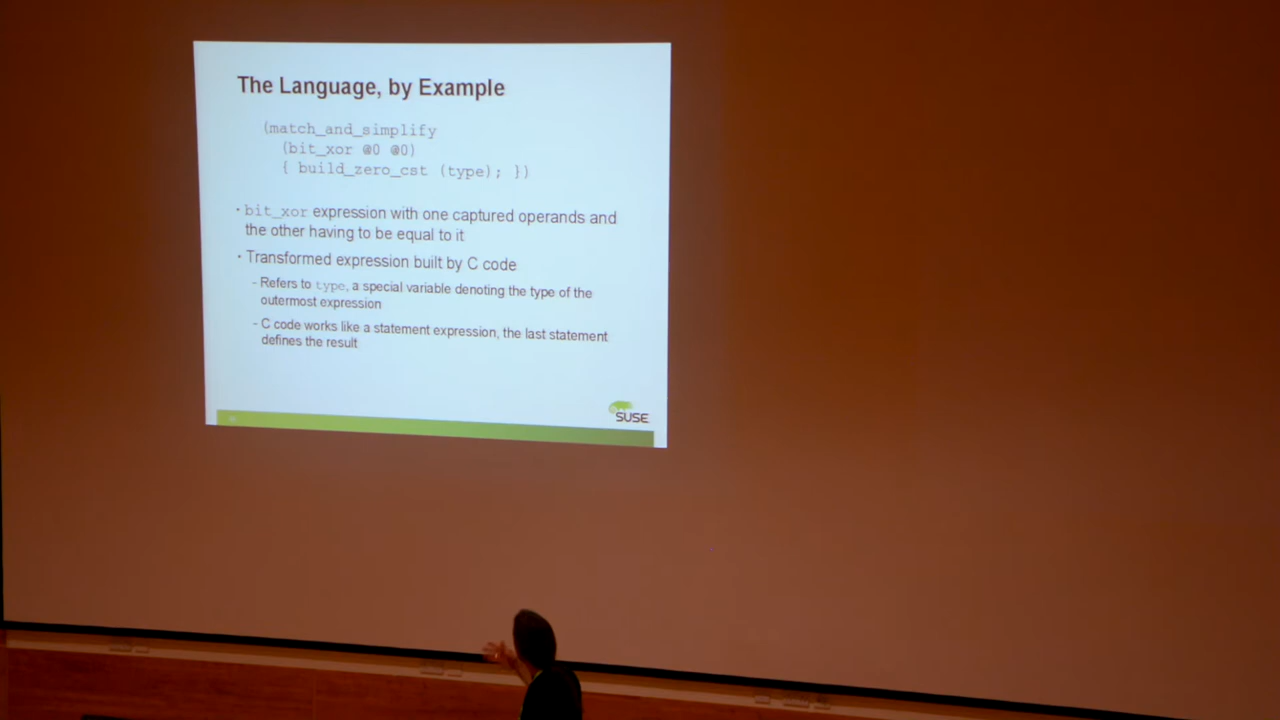 The Language, by Example
(match_and_simplify
(bit_xor @0 @0)
{ build_zero_cst (type); })
• bit_xor expression with one captured operands and
the other having to be equal to it
• Transformed expression built by C code
- Refers to type, a special variable denoting the type of the
outermost expression
- C code works like a statement expression, the last statement
defines the result
SUSE